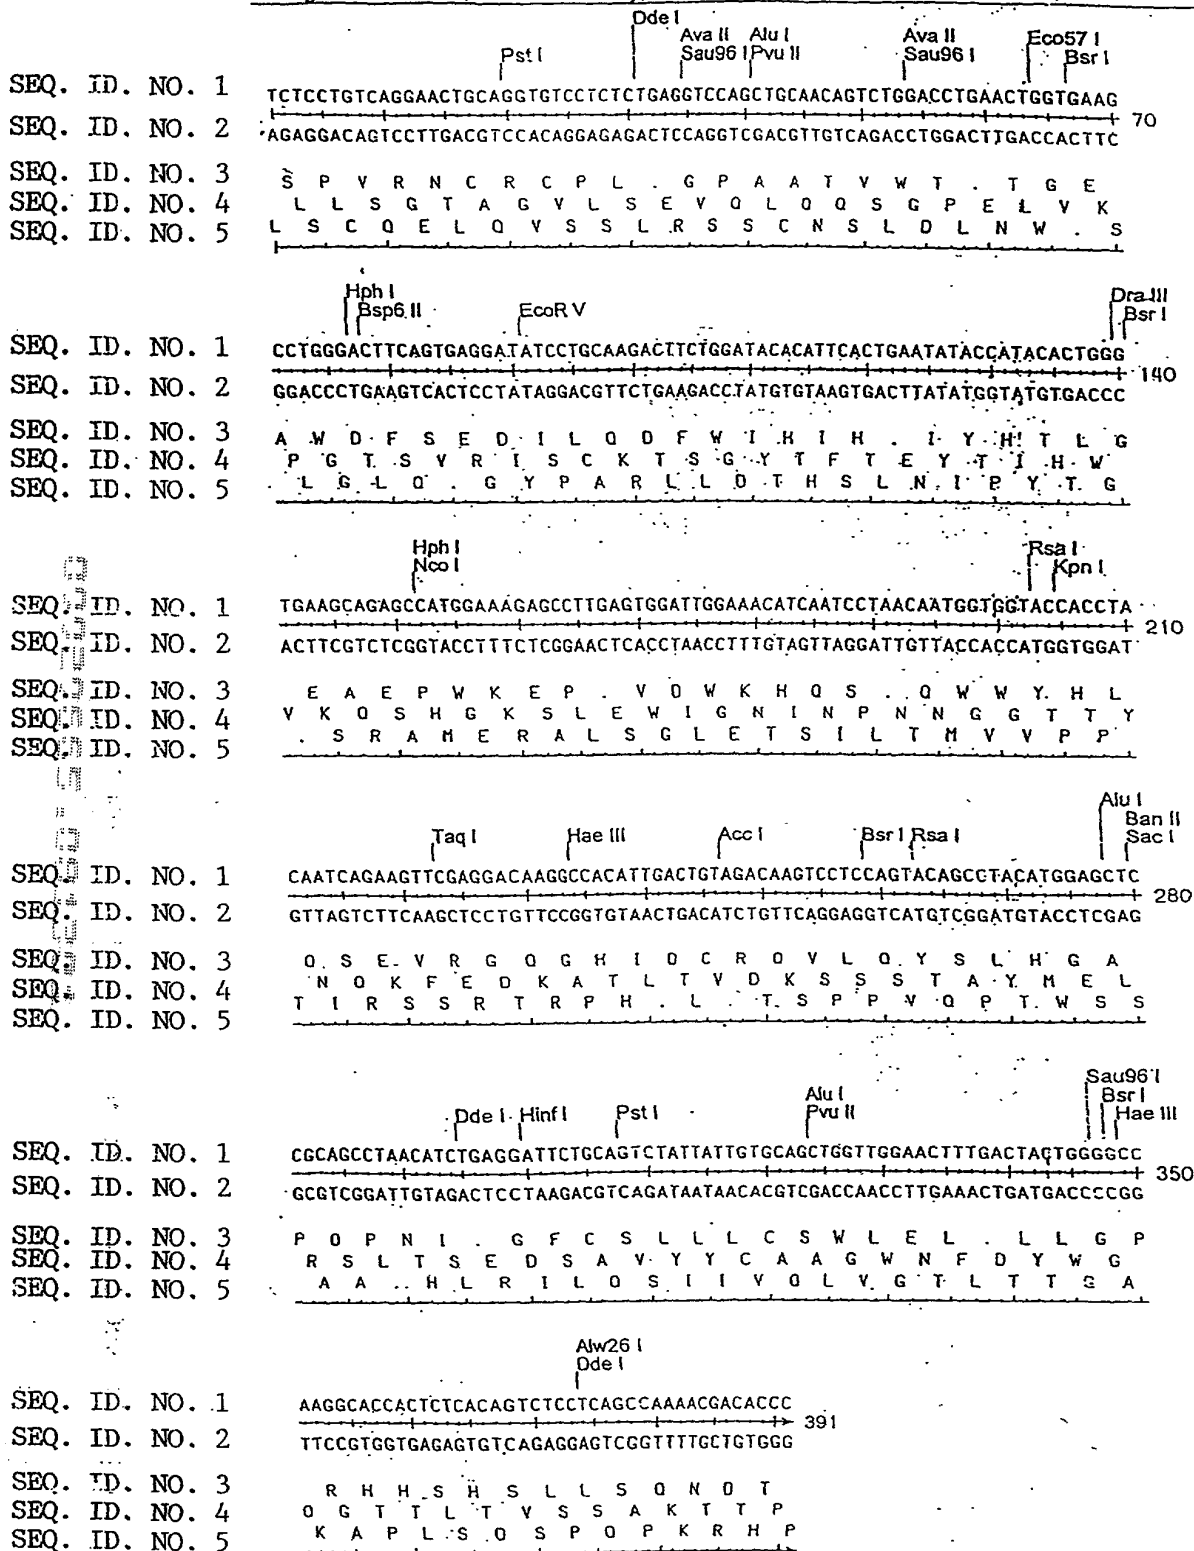 Dde I
Ava II Alu I Ava II Eco57 I
Pst I Sau96 I Pvu II Sau96 I Bsr I
SEQ. ID. NO. 1 TCTCCTGTCAGGAACTGCAGGTGTCCTCTCTGAGGTCCAGCTGCAACAGTCTGGACCTGAACTGGTGAAG
70
SEQ. ID. NO. 2 AGAGGACAGTCCTTGACGTCCACAGGAGAGACTCCAGGTCGACGTTGTCAGACCTGGACTTGACCACTTC
SEQ. ID. NO. 3 S P V R N C R C P L . G P A A T V W T . T G E
SEQ. ID. NO. 4 L L S G T A G V L S E V Q L Q Q S G P E L V K
SEQ. ID. NO. 5 L S C Q E L Q V S S L R S S C N S L D L N W . S
Hph I Dra III
Bsp6 II EcoR V Bsr I
SEQ. ID. NO. 1 CCTGGGACTTCAGTGAGGATATCCTGCAAGACTTCTGGATACACATTCACTGAATATACCATACACTGGG
140
SEQ. ID. NO. 2 GGACCCTGAAGTCACTCCTATAGGACGTTCTGAAGACCTATGTGTAAGTGACTTATATGGTATGTGACCC
SEQ. ID. NO. 3 A W D F S E D I L Q D F W I H I H . I Y H T L G
SEQ. ID. NO. 4 P G T S V R I S C K T S G Y T F T E Y T I H W
SEQ. ID. NO. 5 L G L Q . G Y P A R L L D T H S L N I P Y T G
Hph I Rsa I
Nco I Kpn I
SEQ. ID. NO. 1 TGAAGCAGAGCCATGGAAAGAGCCTTGAGTGGATTGGAAACATCAATCCTAACAATGGTGGTACCACCTA
210
SEQ. ID. NO. 2 ACTTCGTCTCGGTACCTTTCTCGGAACTCACCTAACCTTTGTAGTTAGGATTGTTACCACCATGGTGGAT
SEQ. ID. NO. 3 E A E P W K E P . V D W K H Q S . Q W W Y H L
SEQ. ID. NO. 4 V K Q S H G K S L E W I G N I N P N N G G T T Y
SEQ. ID. NO. 5 . S R A M E R A L S G L E T S I L T M V V P P
Alu I
Ban II
Taq I Hae III Acc I Bsr I Rsa I Sac I
SEQ. ID. NO. 1 CAATCAGAAGTTCGAGGACAAGGCCACATTGACTGTAGACAAGTCCTCCAGTACAGCCTACATGGAGCTC
280
SEQ. ID. NO. 2 GTTAGTCTTCAAGCTCCTGTTCCGGTGTAACTGACATCTGTTCAGGAGGTCATGTCGGATGTACCTCGAG
SEQ. ID. NO. 3 Q S E V R G Q G H I D C R Q V L Q Y S L H G A
SEQ. ID. NO. 4 N Q K F E D K A T L T V D K S S S T A Y M E L
SEQ. ID. NO. 5 T I R S S R T R P H . L . T S P P V Q P T W S S
Sau96 I
Alu I Bsr I
Dde I Hinf I Pst I Pvu II Hae III
SEQ. ID. NO. 1 CGCAGCCTAACATCTGAGGATTCTGCAGTCTATTATTGTGCAGCTGGTTGGAACTTTGACTACTGGGGCC
350
SEQ. ID. NO. 2 GCGTCGGATTGTAGACTCCTAAGACGTCAGATAATAACACGTCGACCAACCTTGAAACTGATGACCCCGG
SEQ. ID. NO. 3 P Q P N I . G F C S L L L C S W L E L . L L G P
SEQ. ID. NO. 4 R S L T S E D S A V Y Y C A A G W N F D Y W G
SEQ. ID. NO. 5 A A . H L R I L Q S I I V Q L V G T L T T G A
Alw26 I
Dde I
SEQ. ID. NO. 1 AAGGCACCACTCTCACAGTCTCCTCAGCCAAAACGACACCC
391
SEQ. ID. NO. 2 TTCCGTGGTGAGAGTGTCAGAGGAGTCGGTTTTGCTGTGGG
SEQ. ID. NO. 3 R H H S H S L L S Q N D T
SEQ. ID. NO. 4 Q G T T L T V S S A K T T P
SEQ. ID. NO. 5 K A P L S Q S P Q P K R H P